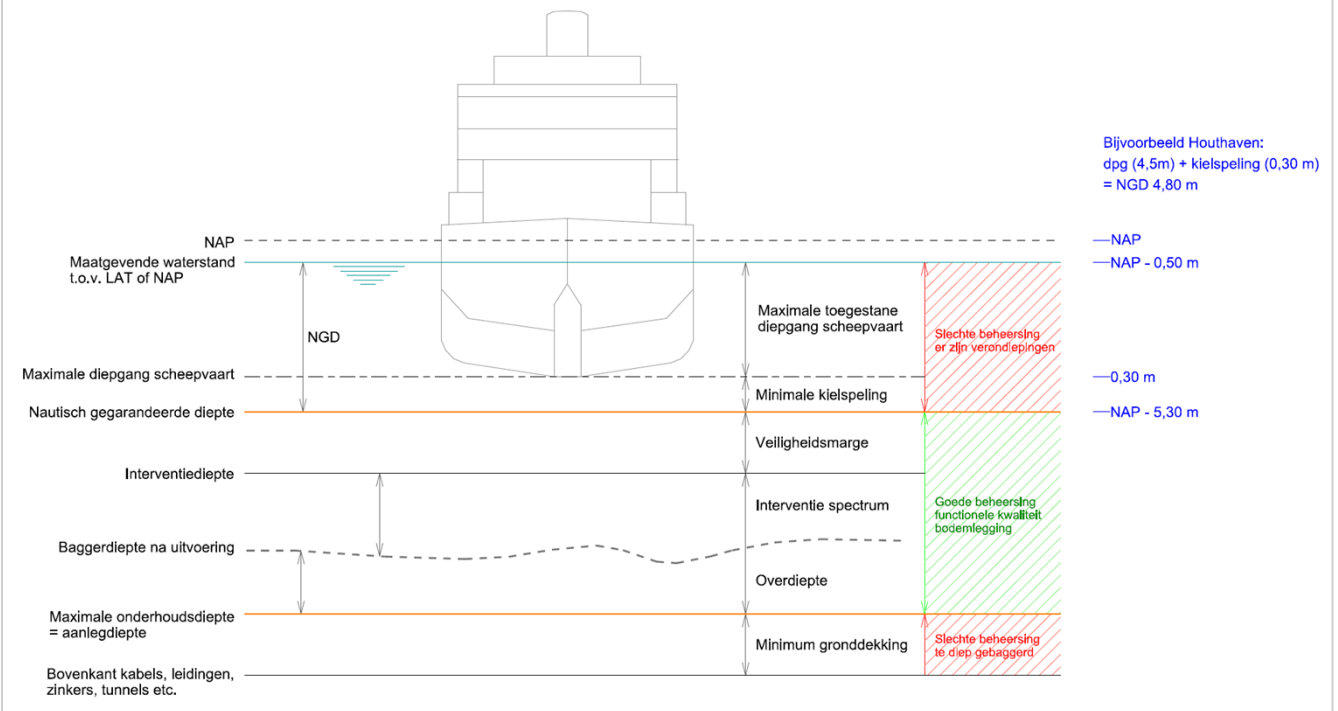 Bijvoorbeeld Houthaven:
dpg (4,5m) + kielspeling (0,30 m)
= NGD 4,80 m
NAP
NAP
Maatgevende waterstand
t.o.v. LAT of NAP
NAP - 0,50 m
NGD
Maximale toegestane
diepgang scheepvaart
Slechte beheersing
er zijn verondiepingen
Maximale diepgang scheepvaart
0,30 m
Minimale kielspeling
Nautisch gegarandeerde diepte
NAP - 5,30 m
Veiligheidsmarge
Interventiediepte
Interventie spectrum
Goede beheersing
functionele kwaliteit
bodemlegging
Baggerdiepte na uitvoering
Overdiepte
Maximale onderhoudsdiepte
= aanlegdiepte
Minimum gronddekking
Slechte beheersing
te diep gebaggerd
Bovenkant kabels, leidingen,
zinkers, tunnels etc.